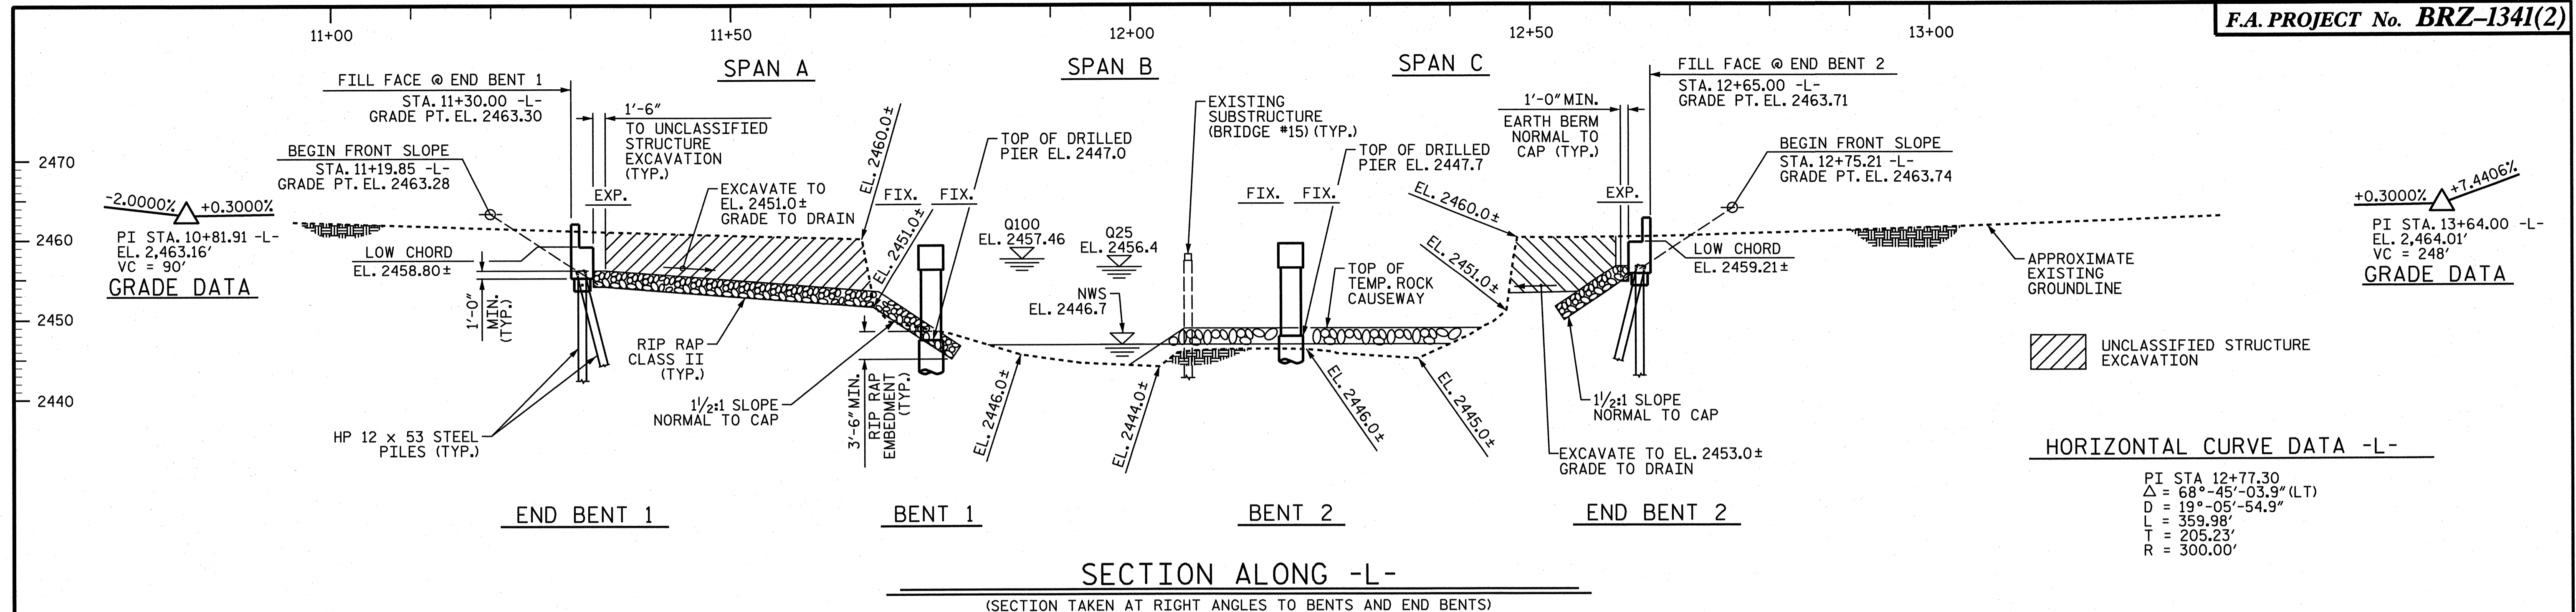 F.A. PROJECT No. BRZ–1341(2)
11+00
11+50
12+00
12+50
13+00
SPAN A
SPAN B
SPAN C
FILL FACE @ END BENT 1
STA. 11+30.00 -L-
GRADE PT. EL. 2463.30
1'-6"
TO UNCLASSIFIED
STRUCTURE
EXCAVATION
(TYP.)
EL. 2460.0±
TOP OF DRILLED
PIER EL. 2447.0
EXISTING
SUBSTRUCTURE
(BRIDGE #15) (TYP.)
TOP OF DRILLED
PIER EL. 2447.7
1'-0" MIN.
EARTH BERM
NORMAL TO
CAP (TYP.)
FILL FACE @ END BENT 2
STA. 12+65.00 -L-
GRADE PT. EL. 2463.71
BEGIN FRONT SLOPE
STA. 11+19.85 -L-
GRADE PT. EL. 2463.28
BEGIN FRONT SLOPE
STA. 12+75.21 -L-
GRADE PT. EL. 2463.74
2470
2460
2450
2440
-2.0000%
+0.3000%
PI STA. 10+81.91 -L-
EL. 2,463.16'
VC = 90'
GRADE DATA
EXP.
EXCAVATE TO
EL. 2451.0±
GRADE TO DRAIN
FIX.
FIX.
EL. 2451.0±
Q100
EL. 2457.46
Q25
EL. 2456.4
NWS
EL. 2446.7
FIX.
FIX.
EL. 2460.0±
EL. 2451.0±
EXP.
+0.3000%
+7.4406%
PI STA. 13+64.00 -L-
EL. 2,464.01'
VC = 248'
GRADE DATA
LOW CHORD
EL. 2458.80±
LOW CHORD
EL. 2459.21±
TOP OF
TEMP. ROCK
CAUSEWAY
APPROXIMATE
EXISTING
GROUNDLINE
1'-0"
MIN.
(TYP.)
RIP RAP
CLASS II
(TYP.)
1½:1 SLOPE
NORMAL TO CAP
3'-6" MIN.
RIP RAP
EMBEDMENT
(TYP.)
EL. 2446.0±
EL. 2444.0±
EL. 2446.0±
EL. 2445.0±
1½:1 SLOPE
NORMAL TO CAP
UNCLASSIFIED STRUCTURE
EXCAVATION
HP 12 x 53 STEEL
PILES (TYP.)
EXCAVATE TO EL. 2453.0±
GRADE TO DRAIN
HORIZONTAL CURVE DATA -L-
PI STA 12+77.30
△ = 68°-45'-03.9" (LT)
D = 19°-05'-54.9"
L = 359.98'
T = 205.23'
R = 300.00'
END BENT 1
BENT 1
BENT 2
END BENT 2
SECTION ALONG -L-
(SECTION TAKEN AT RIGHT ANGLES TO BENTS AND END BENTS)